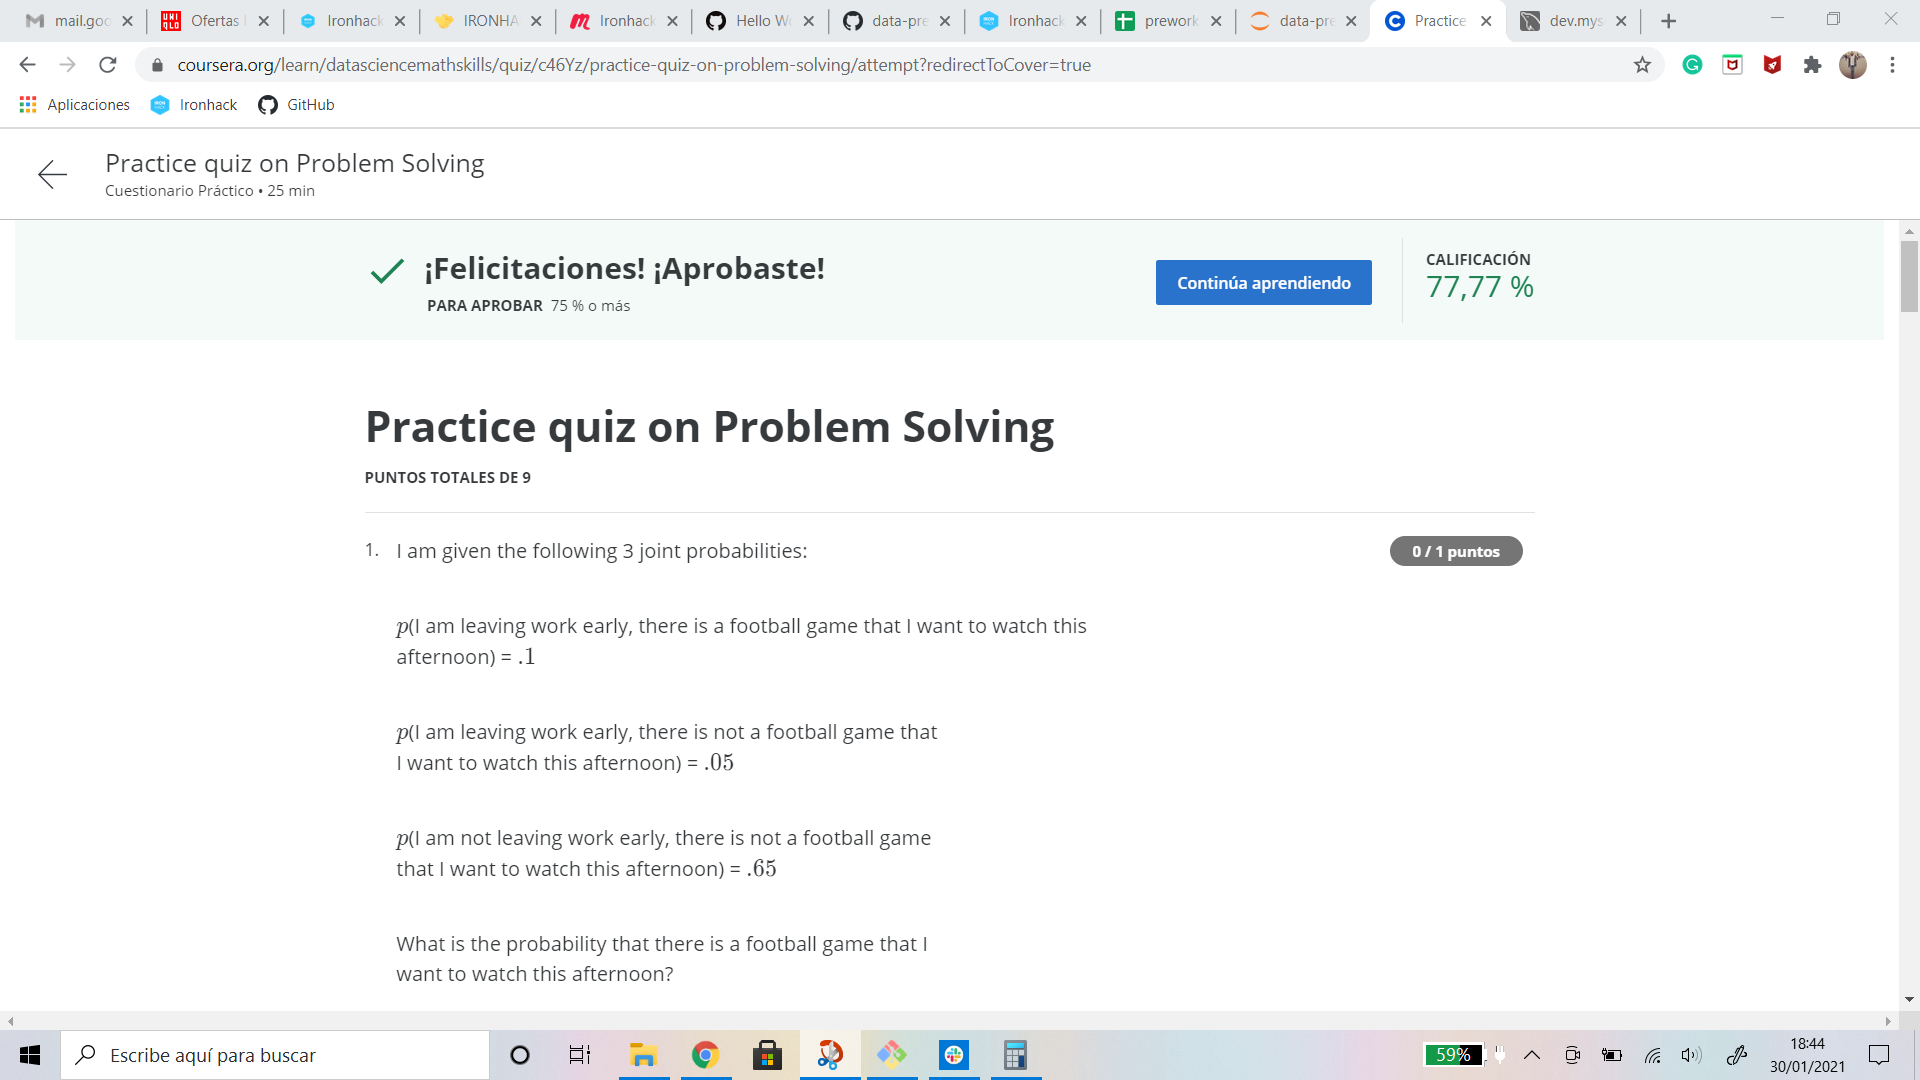 mail.goo
Ofertas
Ironhack
IRONHA
Ironhack
Hello Wo
data-pre
Ironhack
prework
data-pre
Practice
dev.mys
coursera.org/learn/datasciencemathskills/quiz/c46Yz/practice-quiz-on-problem-solving/attempt?redirectToCover=true
Aplicaciones Ironhack GitHub
Practice quiz on Problem Solving
Cuestionario Práctico • 25 min
¡Felicitaciones! ¡Aprobaste!
PARA APROBAR 75 % o más
Continúa aprendiendo
CALIFICACIÓN
77,77 %
Practice quiz on Problem Solving
PUNTOS TOTALES DE 9
1. I am given the following 3 joint probabilities:
0 / 1 puntos
p(I am leaving work early, there is a football game that I want to watch this
afternoon) = .1
p(I am leaving work early, there is not a football game that
I want to watch this afternoon) = .05
p(I am not leaving work early, there is not a football game
that I want to watch this afternoon) = .65
What is the probability that there is a football game that I
want to watch this afternoon?
Escribe aquí para buscar
59%
18:44
30/01/2021